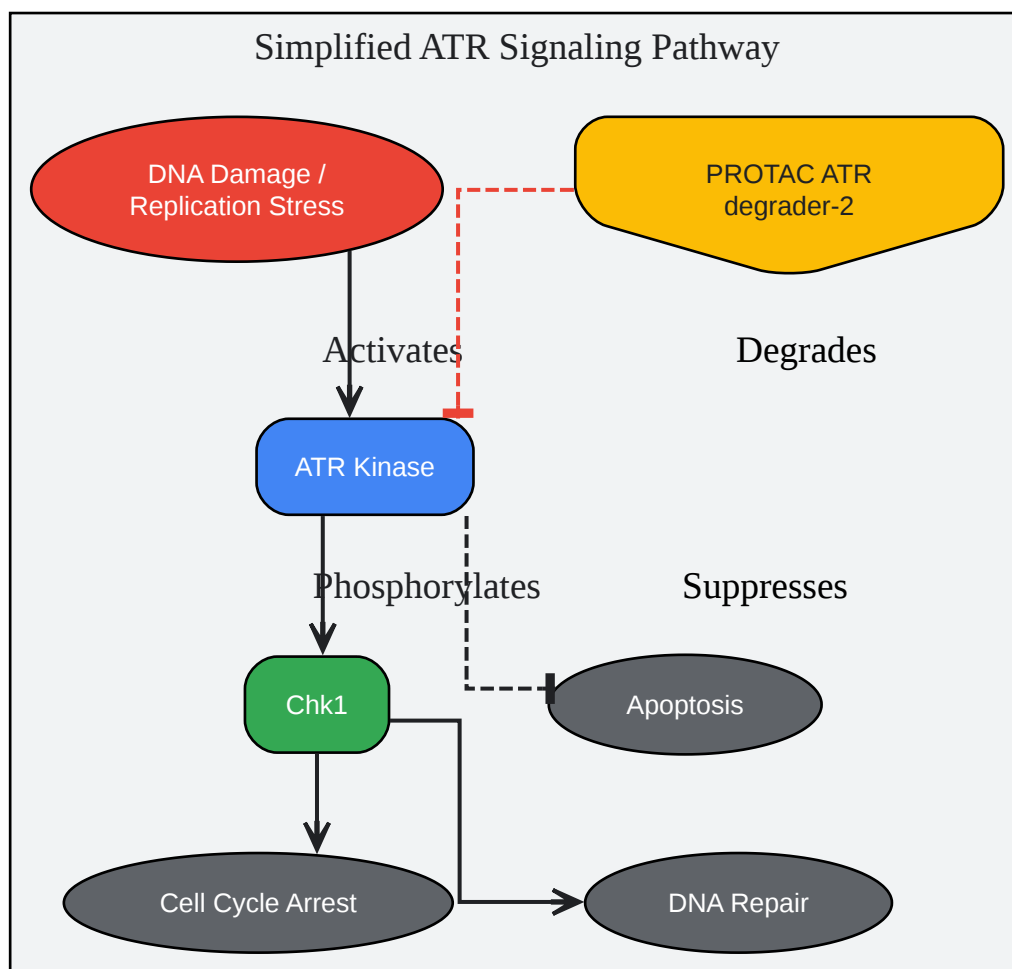 Simplified ATR Signaling Pathway
DNA Damage /
Replication Stress
PROTAC ATR
degrader-2
Activates
Degrades
ATR Kinase
Phosphorylates
Suppresses
Chk1
Apoptosis
Cell Cycle Arrest
DNA Repair